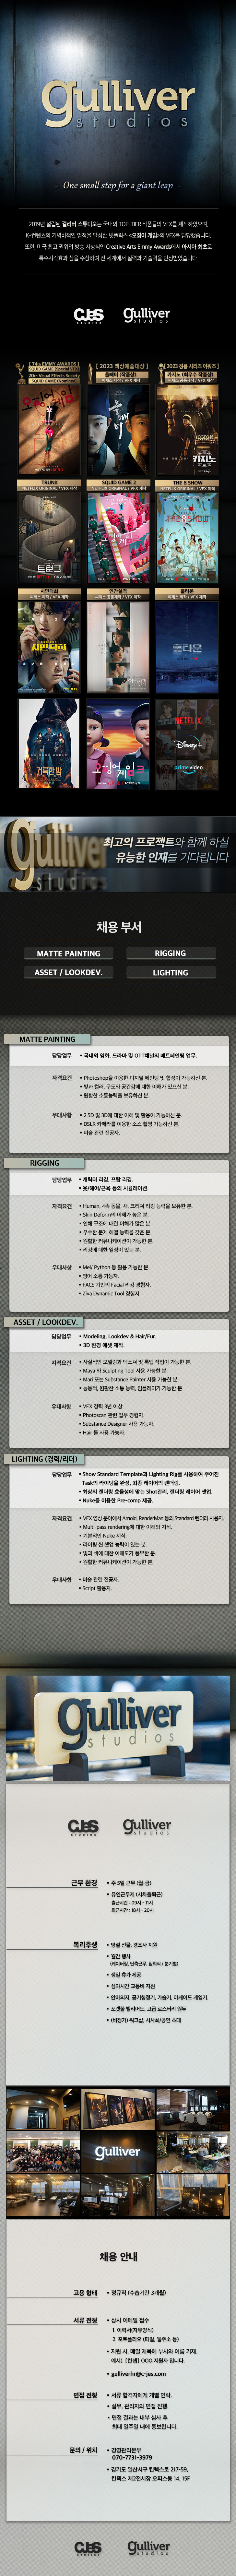 gulliver
studios
– One small step for a giant leap –
2019년 설립된 걸리버 스튜디오는 국내외 TOP-TIER 작품들의 VFX를 제작하였으며,
K-컨텐츠의 기념비적인 업적을 달성한 넷플릭스 <오징어 게임>의 VFX를 담당했습니다.
또한, 미국 최고 권위의 방송 시상식인 Creative Arts Emmy Awards에서 아시아 최초로
특수시각효과 상을 수상하여 전 세계에서 실력과 기술력을 인정받았습니다.
CJES
STUDIOS
gulliver
studios
[ 74th EMMY AWARDS ]
20th Visual Effects Society
SQUID GAME
[ 2023 백상예술대상 ]
올빼미 (작품상)
[ 2023 청룡 시리즈 어워즈 ]
카지노 (최우수 작품상)
오징어 게임
올빼미
카지노
TRUNK
NETFLIX ORIGINAL / VFX 제작
SQUID GAME 2
NETFLIX ORIGINAL / VFX 제작
THE 8 SHOW
NETFLIX ORIGINAL / VFX 제작
트렁크
시민덕희
국제스 공동제작 / VFX 제작
시민덕희
NETFLIX
Disney+
prime video
최고의 프로젝트와 함께 하실
유능한 인재를 기다립니다
채용 부서
MATTE PAINTING
RIGGING
ASSET / LOOKDEV.
LIGHTING
MATTE PAINTING
담당업무
• 국내외 영화, 드라마 및 OTT채널의 매트페인팅 업무.
자격요건
• Photoshop을 이용한 디지털 페인팅 및 합성이 가능하신 분.
• 빛과 컬러, 구도와 공간감에 대한 이해가 있으신 분.
• 원활한 소통능력을 보유하신 분.
우대사항
• 2.5D 및 3D에 대한 이해 및 활용이 가능하신 분.
• DSLR 카메라를 이용한 소스 촬영 가능하신 분.
• 미술 관련 전공자.
RIGGING
담당업무
• 캐릭터 리깅, 프랍 리깅.
• 옷/헤어/근육 등의 시뮬레이션.
자격요건
• Human, 4족 동물, 새, 크리쳐 리깅 능력을 보유한 분.
• Skin Deform의 이해가 높은 분.
• 인체 구조에 대한 이해가 많은 분.
• 우수한 문제 해결 능력을 갖춘 분.
• 원활한 커뮤니케이션이 가능한 분.
• 리깅에 대한 열정이 있는 분.
우대사항
• Mel/ Python 등 활용 가능한 분.
• 영어 소통 가능자.
• FACS 기반의 Facial 리깅 경험자.
• Ziva Dynamic Tool 경험자.
ASSET / LOOKDEV.
담당업무
• Modeling, Lookdev & Hair/Fur.
• 3D 환경 에셋 제작.
자격요건
• 사실적인 모델링과 텍스쳐 및 룩뎁 작업이 가능한 분.
• Maya 와 Sculpting Tool 사용 가능한 분.
• Mari 또는 Substance Painter 사용 가능한 분.
• 능동적, 원활한 소통 능력, 팀플레이가 가능한 분.
우대사항
• VFX 경력 3년 이상.
• Photoscan 관련 업무 경험자.
• Substance Designer 사용 가능자.
• Hair 툴 사용 가능자.
LIGHTING (경력/리더)
담당업무
• Show Standard Template과 Lighting Rig를 사용하여 주어진
Task의 라이팅을 완성, 최종 레이어의 렌더링.
• 최상의 렌더링 효율성에 맞는 Shot관리, 렌더링 레이어 셋업.
• Nuke를 이용한 Pre-comp 제공.
자격요건
• VFX 영상 분야에서 Arnold, RenderMan 등의 Standard 렌더러 사용자.
• Multi-pass rendering에 대한 이해와 지식.
• 기본적인 Nuke 지식.
• 라이팅 씬 셋업 능력이 있는 분.
• 빛과 색에 대한 이해도가 풍부한 분.
• 원활한 커뮤니케이션이 가능한 분.
우대사항
• 미술 관련 전공자.
• Script 활용자.
gulliver
studios
CJES
STUDIOS
gulliver
studios
근무 환경
• 주 5일 근무 (월-금)
• 유연근무제 (시차출퇴근)
출근시간 : 09시 - 11시
퇴근시간 : 18시 - 20시
복리후생
• 명절 선물, 경조사 지원
• 월간 행사
(케이터링, 단축근무, 팀회식 / 분기별)
• 생일 휴가 제공
• 심야시간 교통비 지원
• 안마의자, 공기청정기, 가습기, 아케이드 게임기.
• 포켓볼 빌리어드, 고급 로스터리 원두
• (비정기) 워크샵, 시사회/공연 초대
gulliver
채용 안내
고용 형태
• 정규직 (수습기간 3개월)
서류 전형
• 상시 이메일 접수
1. 이력서(자유양식)
2. 포트폴리오 (파일, 웹주소 등)
• 지원 시, 메일 제목에 부서와 이름 기재.
예시) [컨셉] OOO 지원자 입니다.
• gulliverhr@c-jes.com
면접 전형
• 서류 합격자에게 개별 연락.
• 실무, 관리자와 면접 진행.
• 면접 결과는 내부 심사 후
최대 일주일 내에 통보합니다.
문의 / 위치
• 경영관리본부
070-7731-3979
• 경기도 일산서구 킨텍스로 217-59,
킨텍스 제2전시장 오피스동 14, 15F
CJES
STUDIOS
gulliver
studios